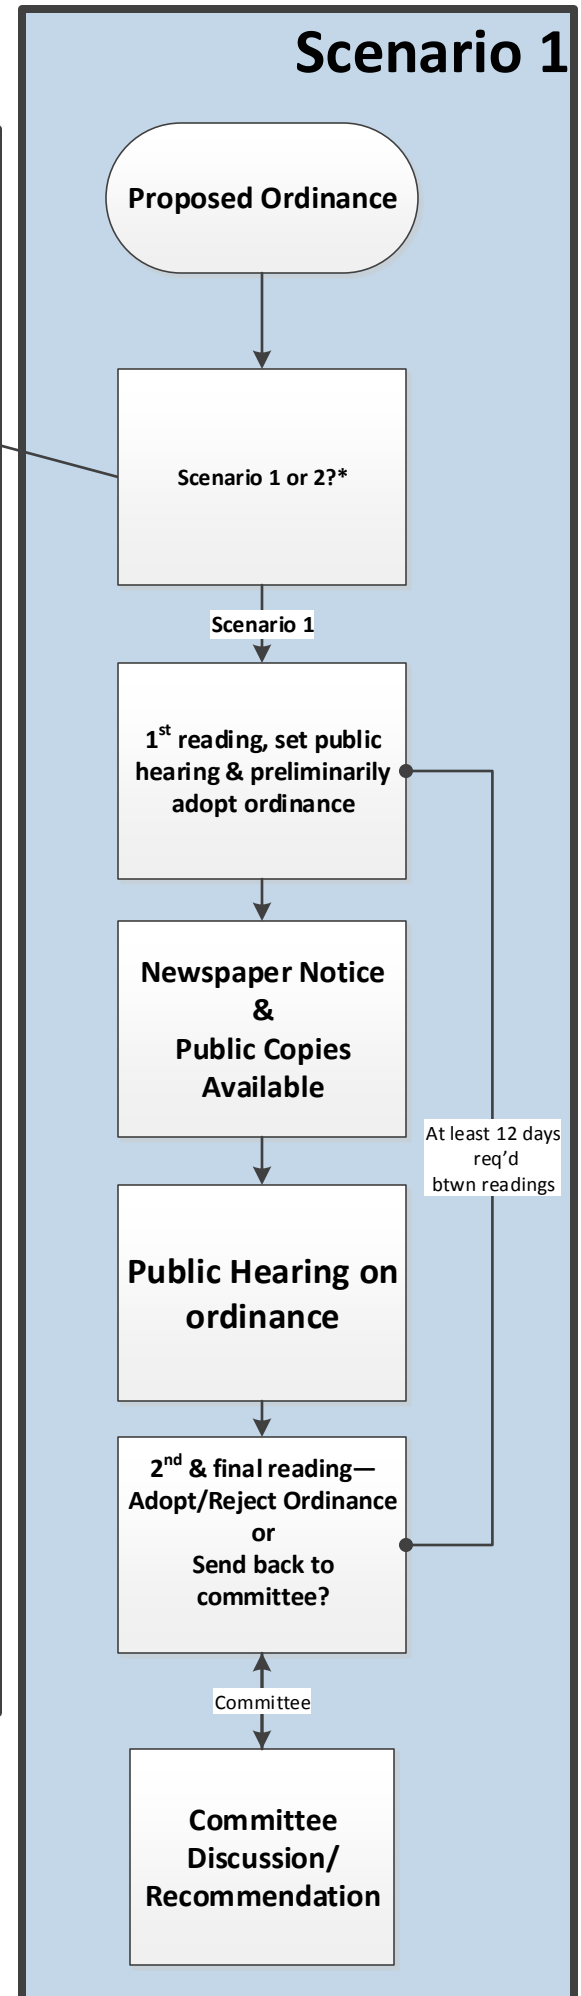 Scenario 1
Proposed Ordinance
Scenario 1 or 2?*
Scenario 1
1st reading, set public
hearing & preliminarily
adopt ordinance
Newspaper Notice
&
Public Copies
Available
At least 12 days
req’d
btwn readings
Public Hearing on
ordinance
2nd & final reading—
Adopt/Reject Ordinance
or
Send back to
committee?
Committee
Committee
Discussion/
Recommendation